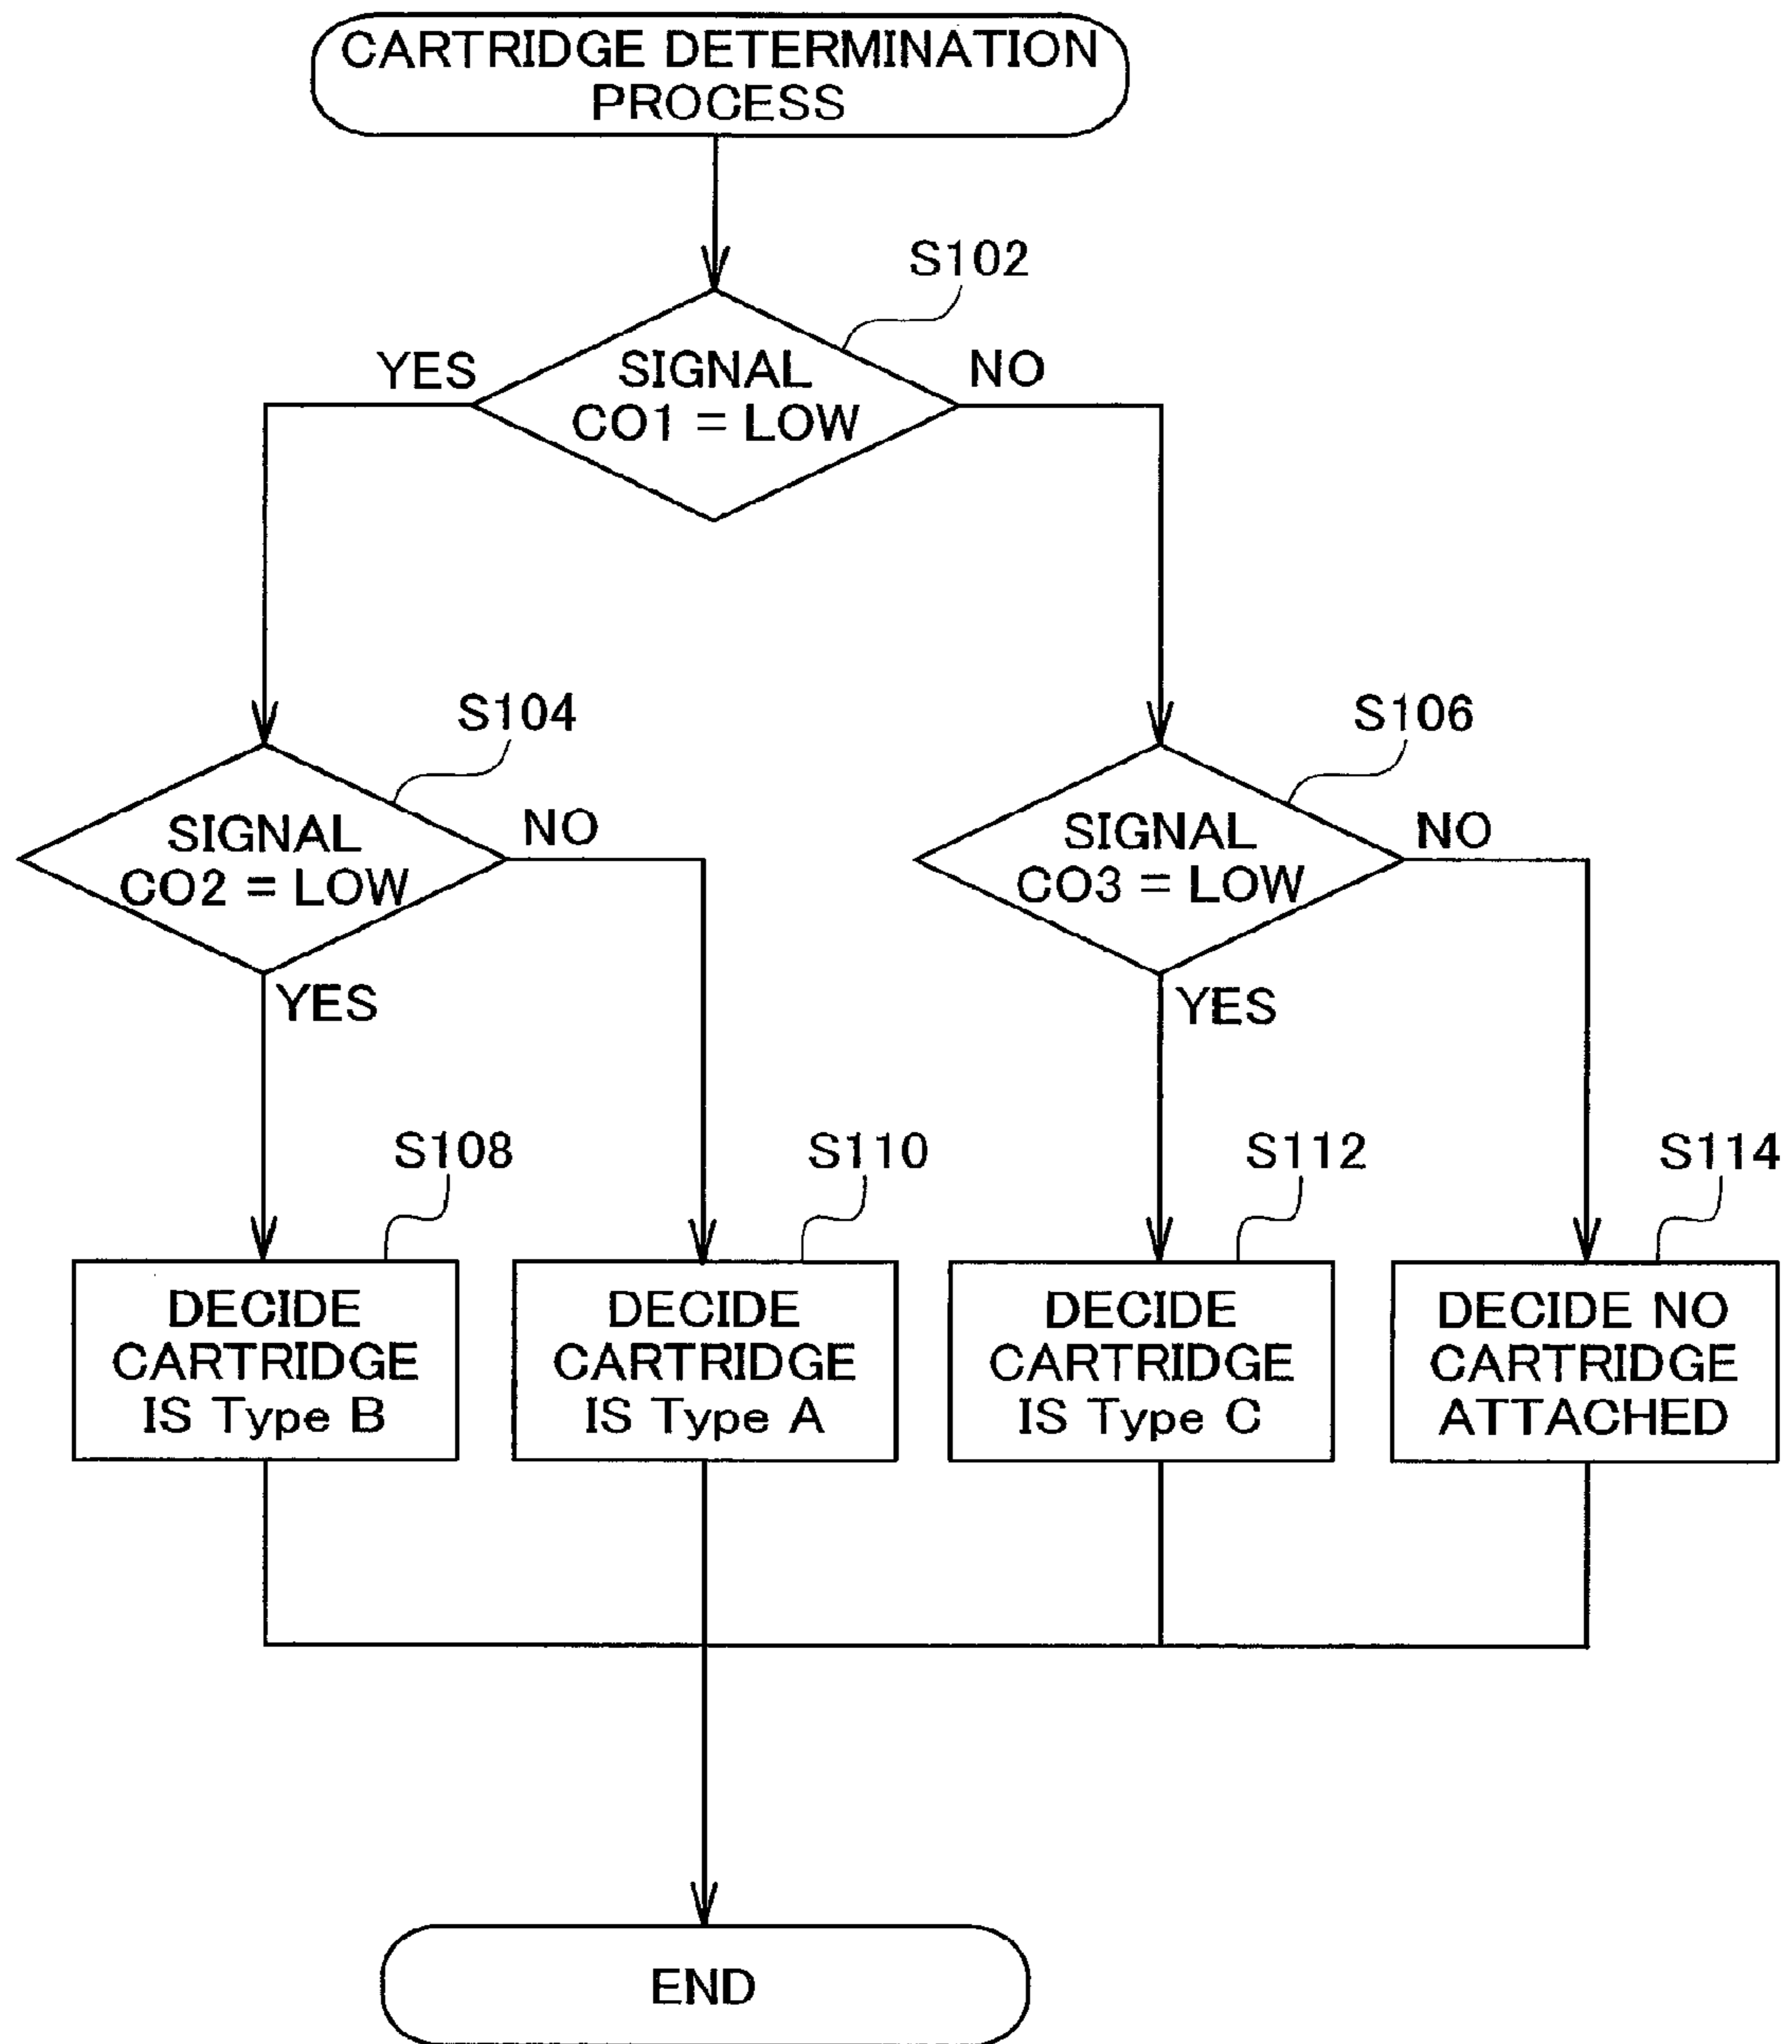 CARTRIDGE DETERMINATION
PROCESS
S102
YES
SIGNAL
CO1 = LOW
NO
S104
SIGNAL
CO2 = LOW
NO
YES
S106
SIGNAL
CO3 = LOW
NO
YES
S108
DECIDE
CARTRIDGE
IS Type B
S110
DECIDE
CARTRIDGE
IS Type A
S112
DECIDE
CARTRIDGE
IS Type C
S114
DECIDE NO
CARTRIDGE
ATTACHED
END